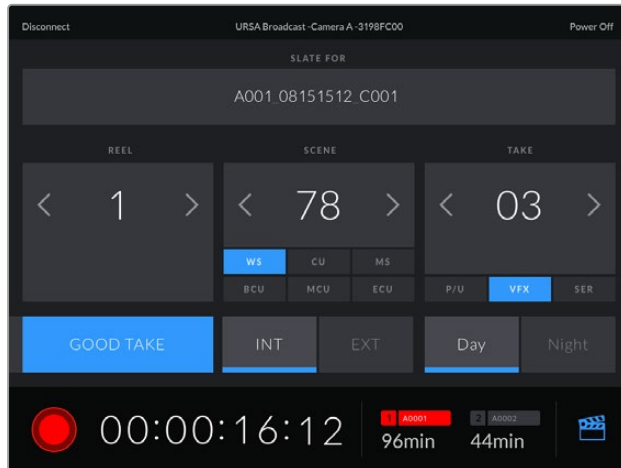 Disconnect URSA Broadcast -Camera A -3198FC00 Power Off
SLATE FOR
A001_08151512_C001
REEL SCENE TAKE
< 1 > < 78 > < 03 >
WS CU MS
BCU MCU ECU P/U VFX SER
GOOD TAKE INT EXT Day Night
00:00:16:12 1 A0001 2 A0002
96min 44min